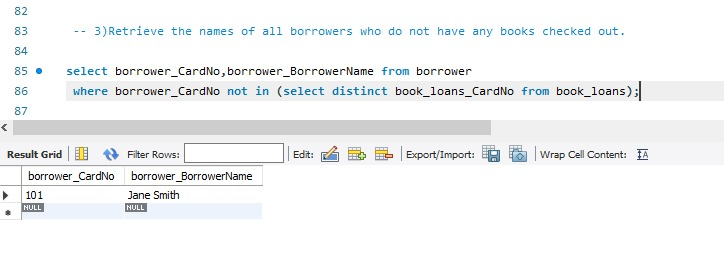 82
83 -- 3)Retrieve the names of all borrowers who do not have any books checked out.
84
85 select borrower_CardNo,borrower_BorrowerName from borrower
86 where borrower_CardNo not in (select distinct book_loans_CardNo from book_loans);
87
Result Grid Filter Rows: Edit: Export/Import: Wrap Cell Content: IA
borrower_CardNo borrower_BorrowerName
101 Jane Smith
NULL NULL